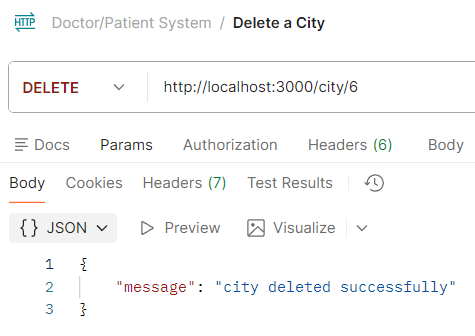 HTTP Doctor/Patient System / Delete a City
DELETE http://localhost:3000/city/6
Docs Params Authorization Headers (6) Body
Body Cookies Headers (7) Test Results
{} JSON Preview Visualize
1 {
2 "message": "city deleted successfully"
3 }